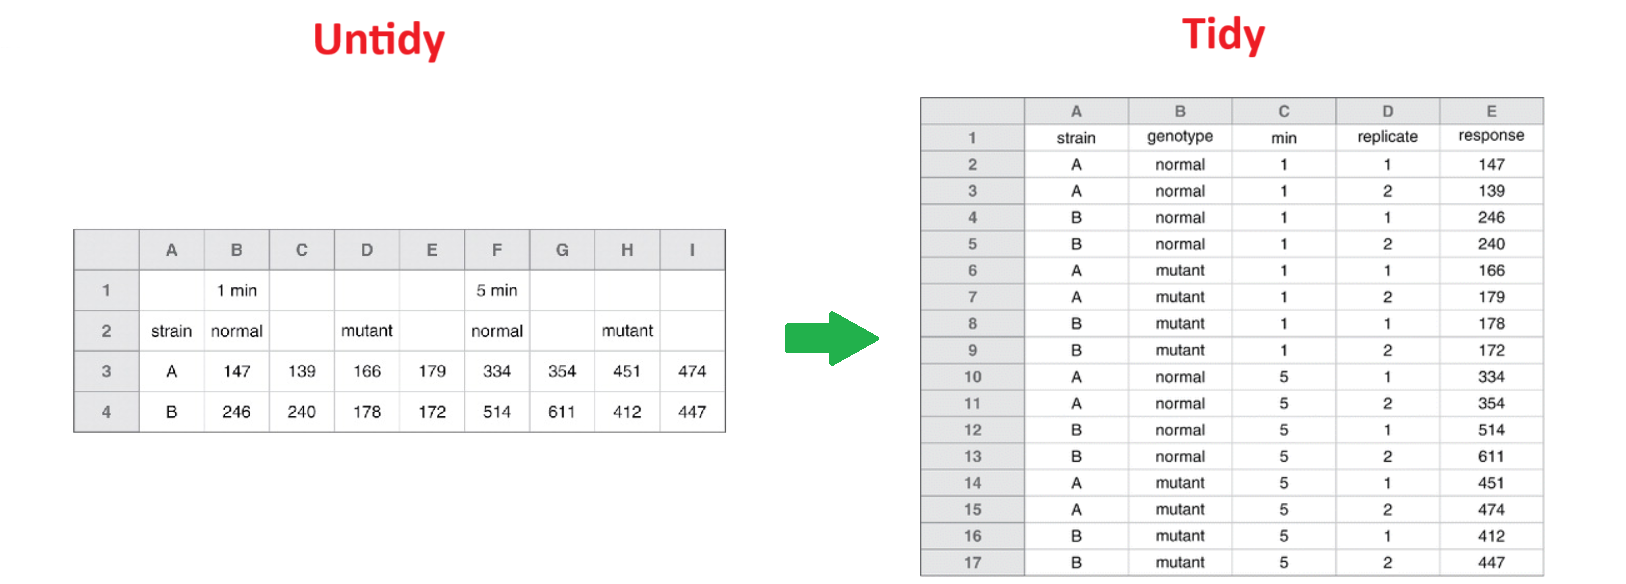 Untidy
A B C D E F G H I
1 1 min 5 min
2 strain normal mutant normal mutant
3 A 147 139 166 179 334 354 451 474
4 B 246 240 178 172 514 611 412 447
Tidy
A B C D E
1 strain genotype min replicate response
2 A normal 1 1 147
3 A normal 1 2 139
4 B normal 1 1 246
5 B normal 1 2 240
6 A mutant 1 1 166
7 A mutant 1 2 179
8 B mutant 1 1 178
9 B mutant 1 2 172
10 A normal 5 1 334
11 A normal 5 2 354
12 B normal 5 1 514
13 B normal 5 2 611
14 A mutant 5 1 451
15 A mutant 5 2 474
16 B mutant 5 1 412
17 B mutant 5 2 447